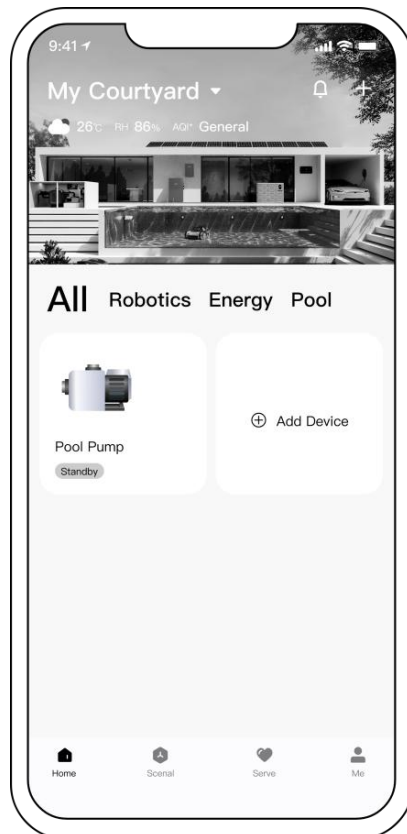 9:41
My Courtyard
26℃ RH 86% AQI* General
All Robotics Energy Pool
Pool Pump
Standby
Add Device
Home Scenal Serve Me